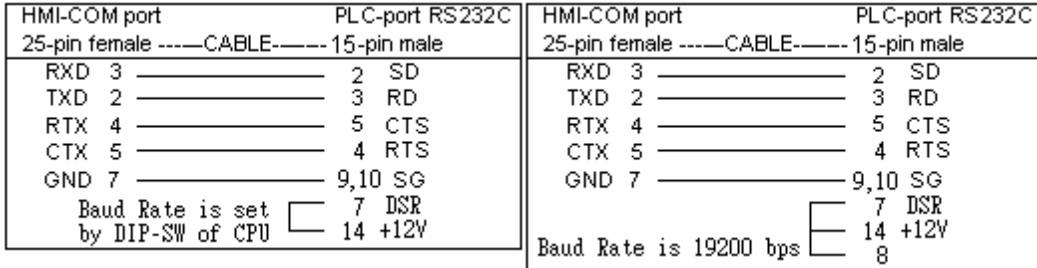 HMI-COM port PLC-port RS232C
25-pin female ------CABLE------- 15-pin male
RXD 3 2 SD
TXD 2 3 RD
RTX 4 5 CTS
CTX 5 4 RTS
GND 7 9,10 SG
Baud Rate is set 7 DSR
by DIP-SW of CPU 14 +12V
HMI-COM port PLC-port RS232C
25-pin female ------CABLE------- 15-pin male
RXD 3 2 SD
TXD 2 3 RD
RTX 4 5 CTS
CTX 5 4 RTS
GND 7 9,10 SG
7 DSR
14 +12V
Baud Rate is 19200 bps 8